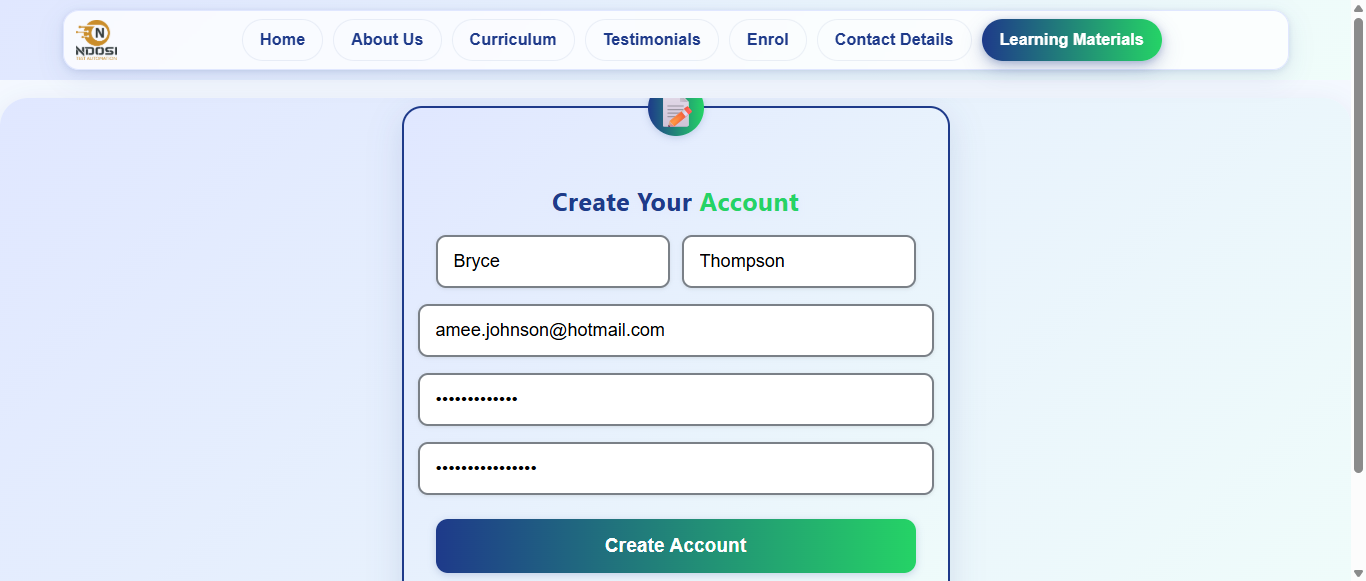 N
NDOSI
TEST AUTOMATION
Home
About Us
Curriculum
Testimonials
Enrol
Contact Details
Learning Materials
Create Your Account
Bryce
Thompson
amee.johnson@hotmail.com
•••••••••••••
••••••••••••••••
Create Account